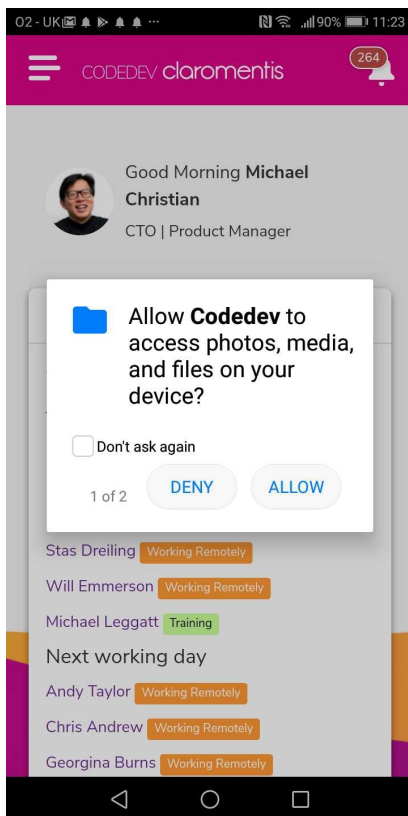 O2 - UK ... 90% 11:23
CODEDEV claromentis 264
Good Morning Michael
Christian
CTO | Product Manager
Allow Codedev to
access photos, media,
and files on your
device?
Don't ask again
1 of 2 DENY ALLOW
Stas Dreiling Working Remotely
Will Emmerson Working Remotely
Michael Leggatt Training
Next working day
Andy Taylor Working Remotely
Chris Andrew Working Remotely
Georgina Burns Working Remotely